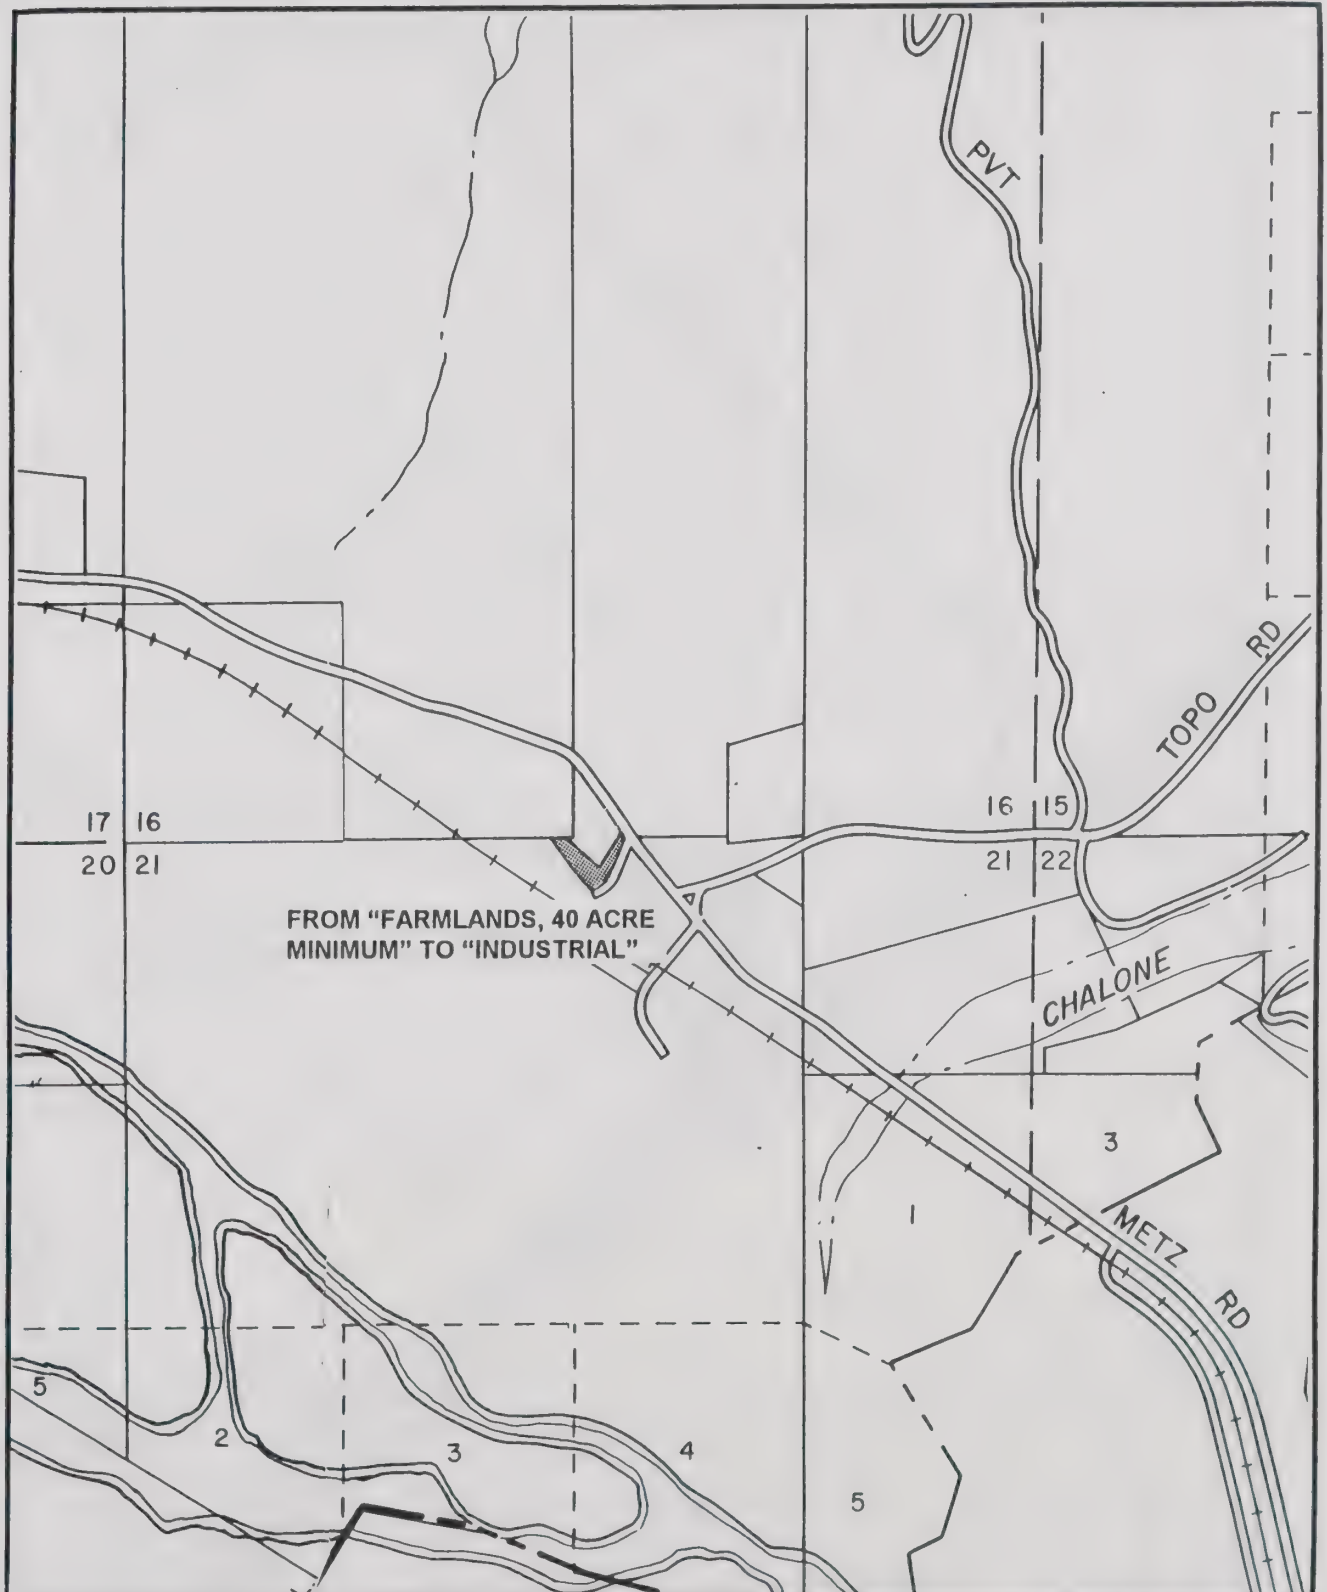 PVT
TOPO RD
17 16
20 21
16 15
21 22
FROM "FARMLANDS, 40 ACRE
MINIMUM" TO "INDUSTRIAL"
CHALONE
3
1
METZ RD
5
2
3
4
5